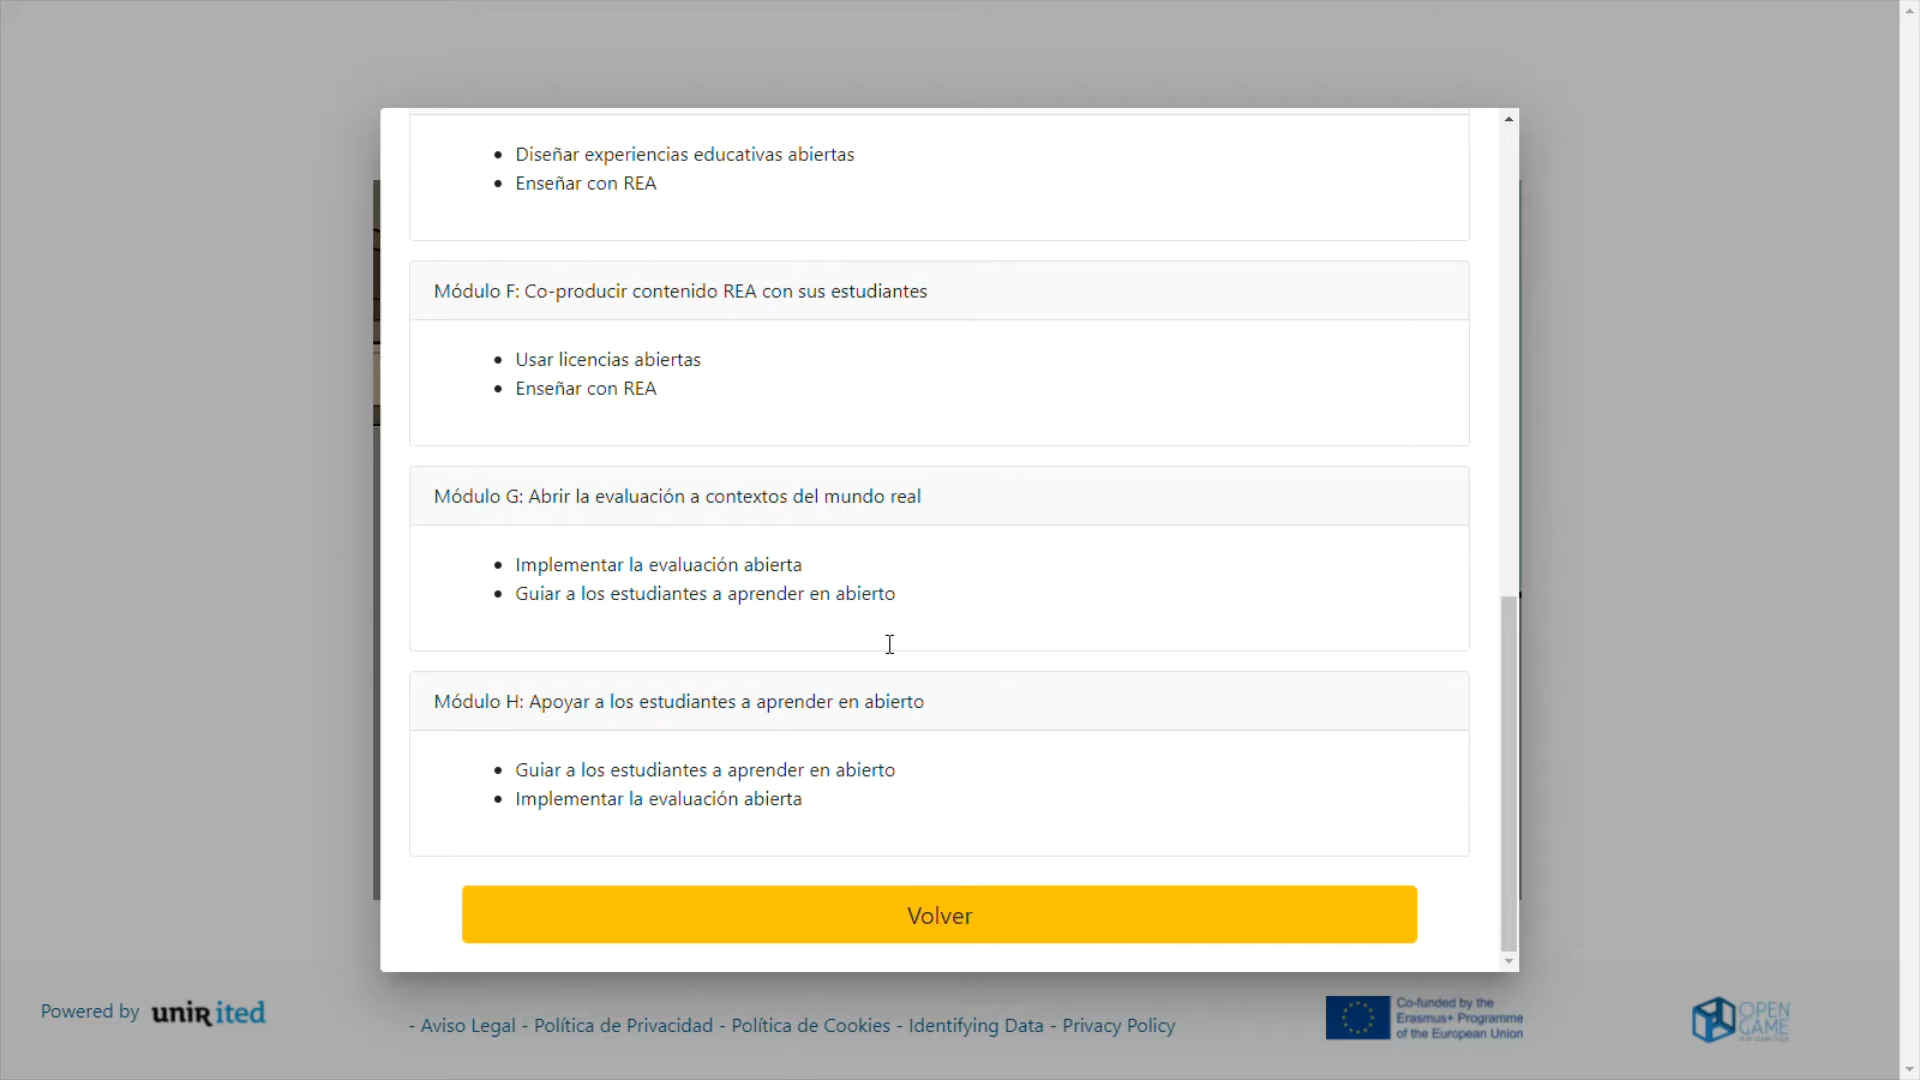 Diseñar experiencias educativas abiertas
Enseñar con REA
Módulo F: Co-producir contenido REA con sus estudiantes
Usar licencias abiertas
Enseñar con REA
Módulo G: Abrir la evaluación a contextos del mundo real
Implementar la evaluación abierta
Guiar a los estudiantes a aprender en abierto
Módulo H: Apoyar a los estudiantes a aprender en abierto
Guiar a los estudiantes a aprender en abierto
Implementar la evaluación abierta
Volver
Powered by unir ited
- Aviso Legal - Política de Privacidad - Política de Cookies - Identifying Data - Privacy Policy
Co-funded by the
Erasmus+ Programme
of the European Union
OPEN
GAME